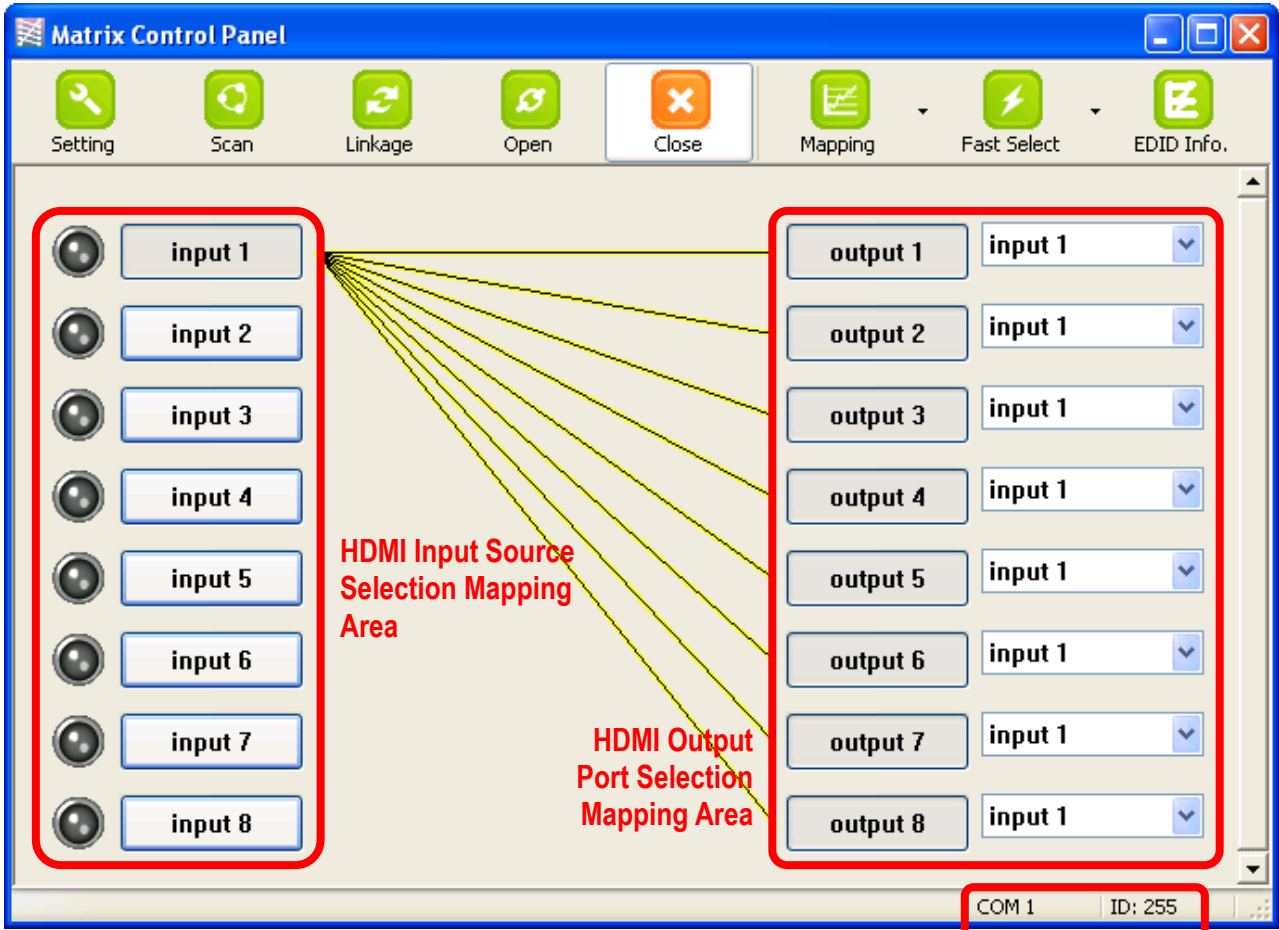 Matrix Control Panel
Setting Scan Linkage Open Close Mapping Fast Select EDID Info.
input 1 output 1 input 1
input 2 output 2 input 1
input 3 output 3 input 1
input 4 output 4 input 1
HDMI Input Source
Selection Mapping
Area
input 5 output 5 input 1
input 6 output 6 input 1
HDMI Output
Port Selection
Mapping Area
input 7 output 7 input 1
input 8 output 8 input 1
COM 1 ID: 255